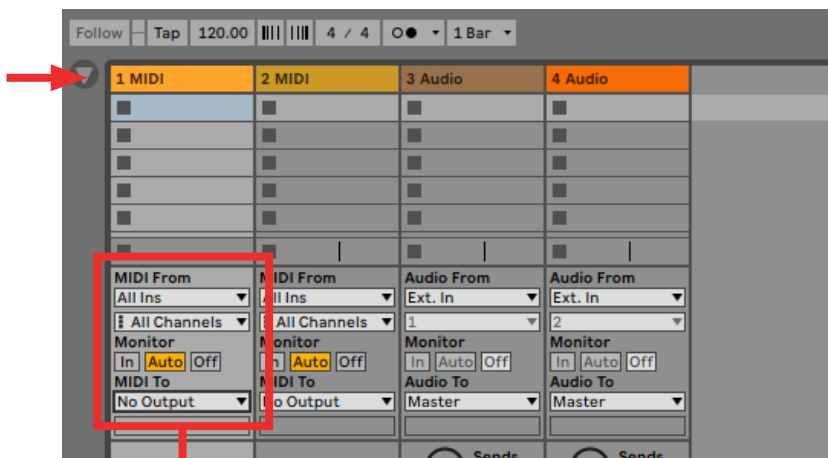 Follow Tap 120.00 4 / 4 1 Bar
1 MIDI 2 MIDI 3 Audio 4 Audio
MIDI From MIDI From Audio From Audio From
All Ins All Ins Ext. In Ext. In
All Channels All Channels 1 2
Monitor Monitor Monitor Monitor
In Auto Off In Auto Off In Auto Off In Auto Off
MIDI To MIDI To Audio To Audio To
No Output No Output Master Master
Sends Sends